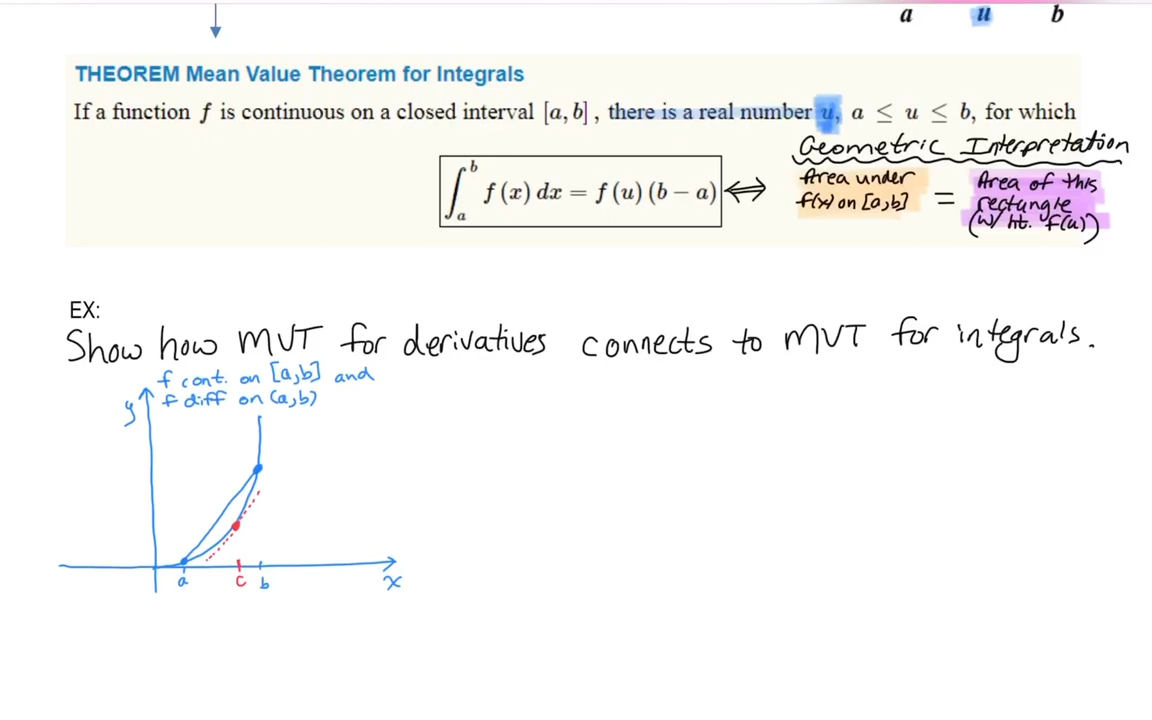 a u b
THEOREM Mean Value Theorem for Integrals
If a function f is continuous on a closed interval [a, b] , there is a real number u, a ≤ u ≤ b, for which
Geometric Interpretation
∫_a^b f (x) dx = f (u) (b − a) ⟺ Area under f(x) on [a,b] = Area of this rectangle (w/ ht. f(u))
EX:
Show how MVT for derivatives connects to MVT for integrals.
f cont. on [a,b] and
f diff on (a,b)
y
a c b x